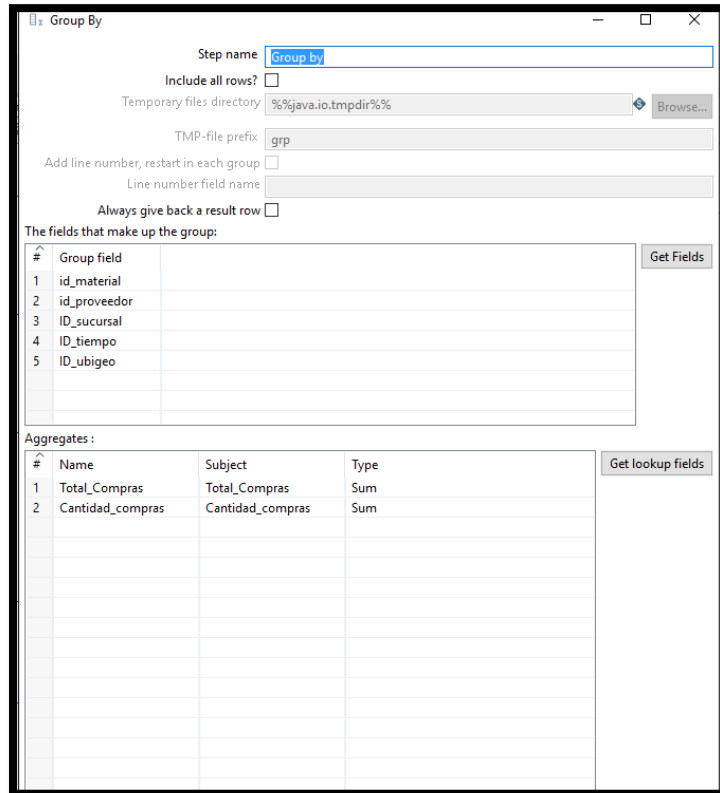 Group By
Step name Group by
Include all rows?
Temporary files directory %%java.io.tmpdir%% Browse...
TMP-file prefix grp
Add line number, restart in each group
Line number field name
Always give back a result row
The fields that make up the group:
# Group field Get Fields
1 id_material
2 id_proveedor
3 ID_sucursal
4 ID_tiempo
5 ID_ubigeo
Aggregates :
# Name Subject Type Get lookup fields
1 Total_Compras Total_Compras Sum
2 Cantidad_compras Cantidad_compras Sum